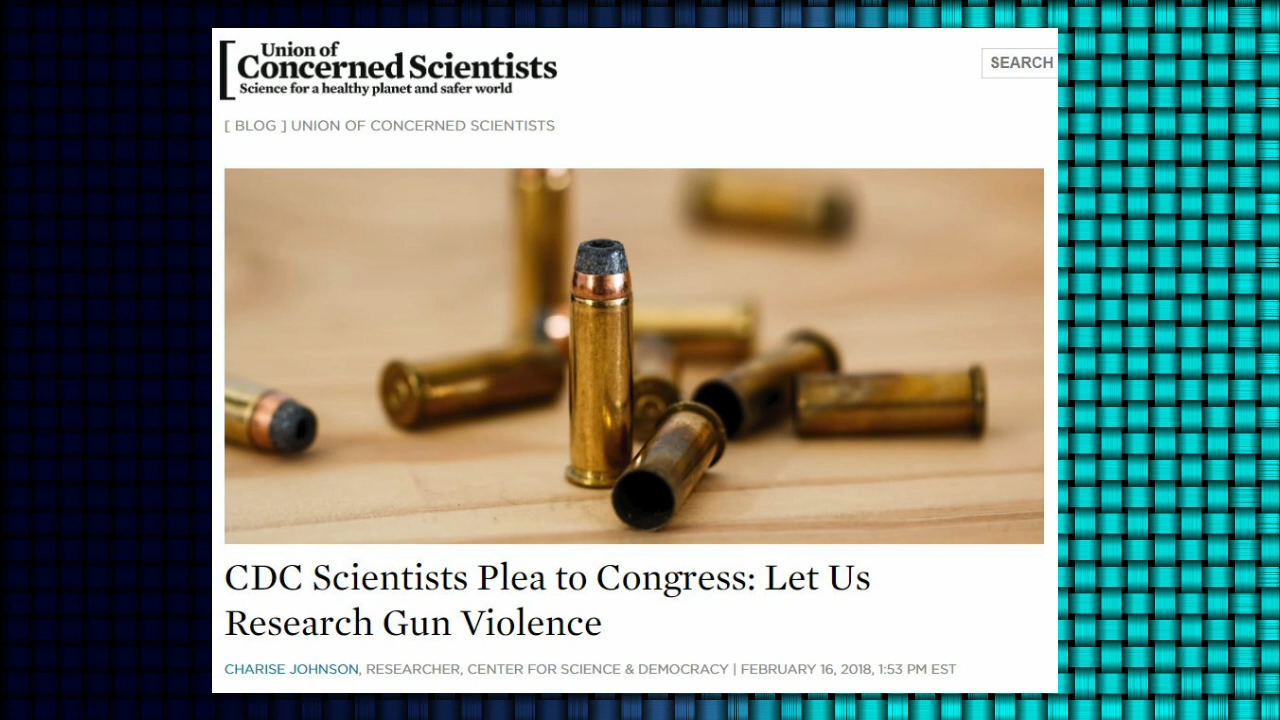 Union of
Concerned Scientists
Science for a healthy planet and safer world
SEARCH
[ BLOG ] UNION OF CONCERNED SCIENTISTS
CDC Scientists Plea to Congress: Let Us
Research Gun Violence
CHARISE JOHNSON, RESEARCHER, CENTER FOR SCIENCE & DEMOCRACY | FEBRUARY 16, 2018, 1:53 PM EST